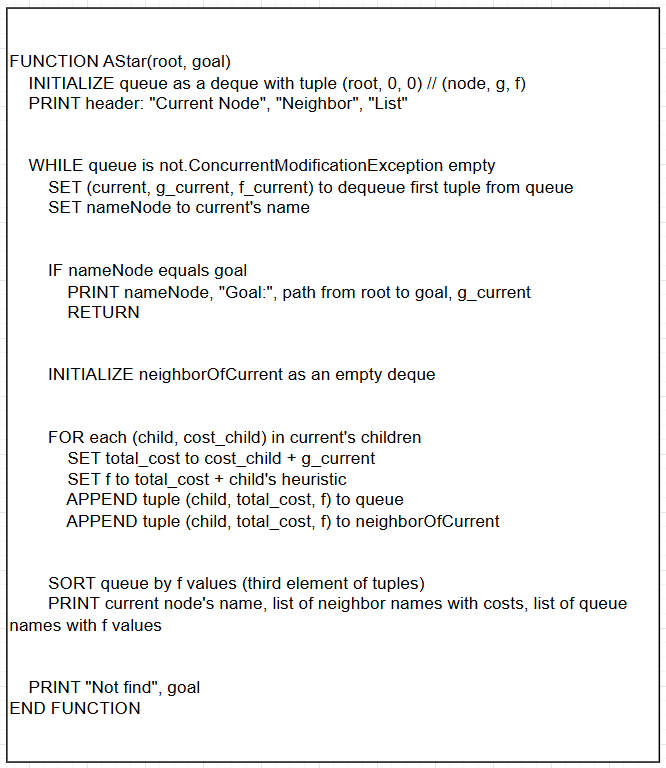 FUNCTION AStar(root, goal)
INITIALIZE queue as a deque with tuple (root, 0, 0) // (node, g, f)
PRINT header: "Current Node", "Neighbor", "List"
WHILE queue is not.ConcurrentModificationException empty
SET (current, g_current, f_current) to dequeue first tuple from queue
SET nameNode to current's name
IF nameNode equals goal
PRINT nameNode, "Goal:", path from root to goal, g_current
RETURN
INITIALIZE neighborOfCurrent as an empty deque
FOR each (child, cost_child) in current's children
SET total_cost to cost_child + g_current
SET f to total_cost + child's heuristic
APPEND tuple (child, total_cost, f) to queue
APPEND tuple (child, total_cost, f) to neighborOfCurrent
SORT queue by f values (third element of tuples)
PRINT current node's name, list of neighbor names with costs, list of queue
names with f values
PRINT "Not find", goal
END FUNCTION